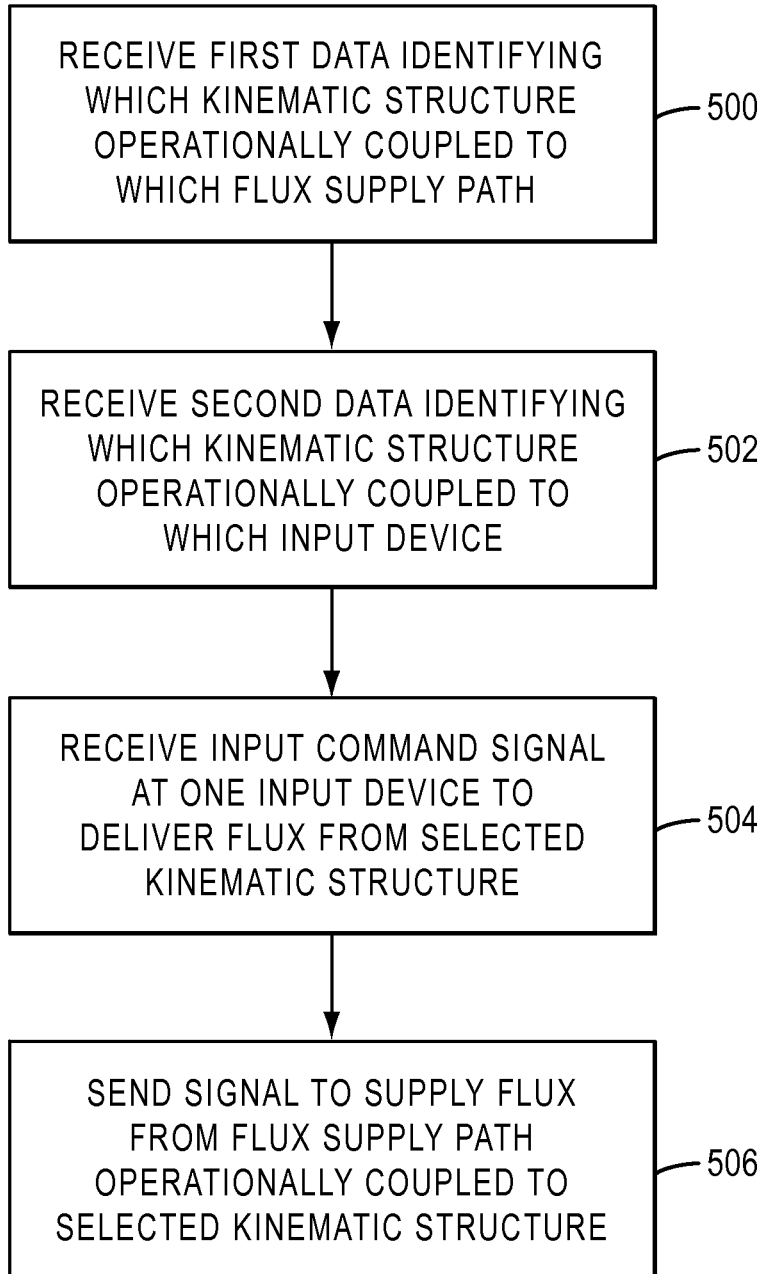 RECEIVE FIRST DATA IDENTIFYING
WHICH KINEMATIC STRUCTURE
OPERATIONALLY COUPLED TO
WHICH FLUX SUPPLY PATH
500
RECEIVE SECOND DATA IDENTIFYING
WHICH KINEMATIC STRUCTURE
OPERATIONALLY COUPLED TO
WHICH INPUT DEVICE
502
RECEIVE INPUT COMMAND SIGNAL
AT ONE INPUT DEVICE TO
DELIVER FLUX FROM SELECTED
KINEMATIC STRUCTURE
504
SEND SIGNAL TO SUPPLY FLUX
FROM FLUX SUPPLY PATH
OPERATIONALLY COUPLED TO
SELECTED KINEMATIC STRUCTURE
506